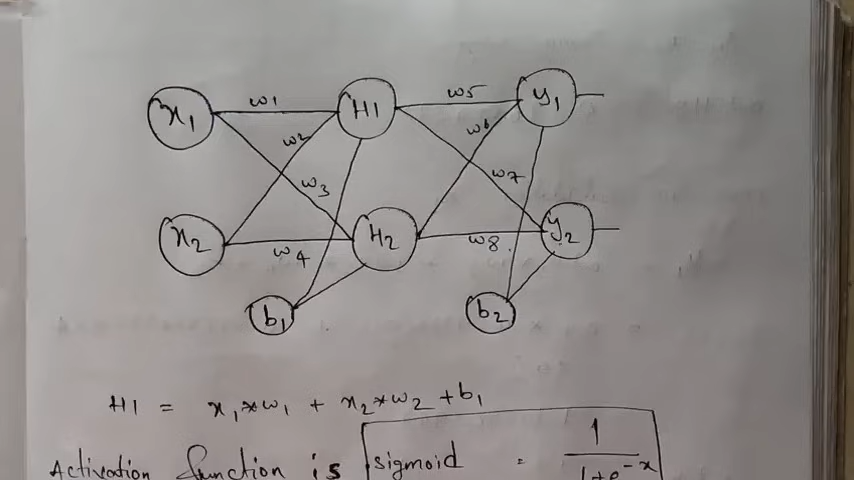 x₁ w1 H1 w5 y₁
w2 w6
w3 w7
x₂ w4 H₂ w8 y₂
b₁ b₂
H1 = x₁*w₁ + x₂*w₂ + b₁
Activation function is sigmoid = 1 / 1+e⁻ˣ